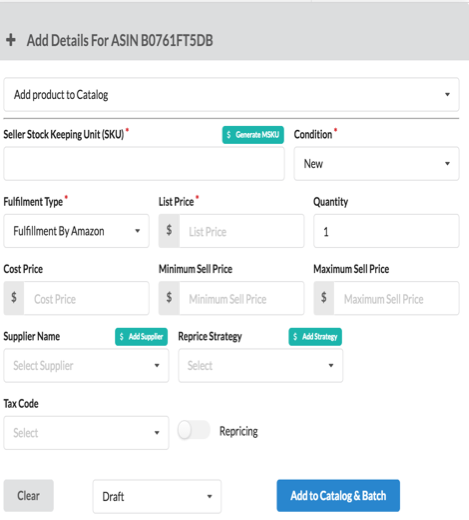 + Add Details For ASIN B0761FT5DB
Add product to Catalog
Seller Stock Keeping Unit (SKU) * $ Generate MSKU Condition *
New
Fulfilment Type * List Price * Quantity
Fulfillment By Amazon $ List Price 1
Cost Price Minimum Sell Price Maximum Sell Price
$ Cost Price $ Minimum Sell Price $ Maximum Sell Price
Supplier Name $ Add Supplier Reprice Strategy $ Add Strategy
Select Supplier Select
Tax Code
Select Repricing
Clear Draft Add to Catalog & Batch